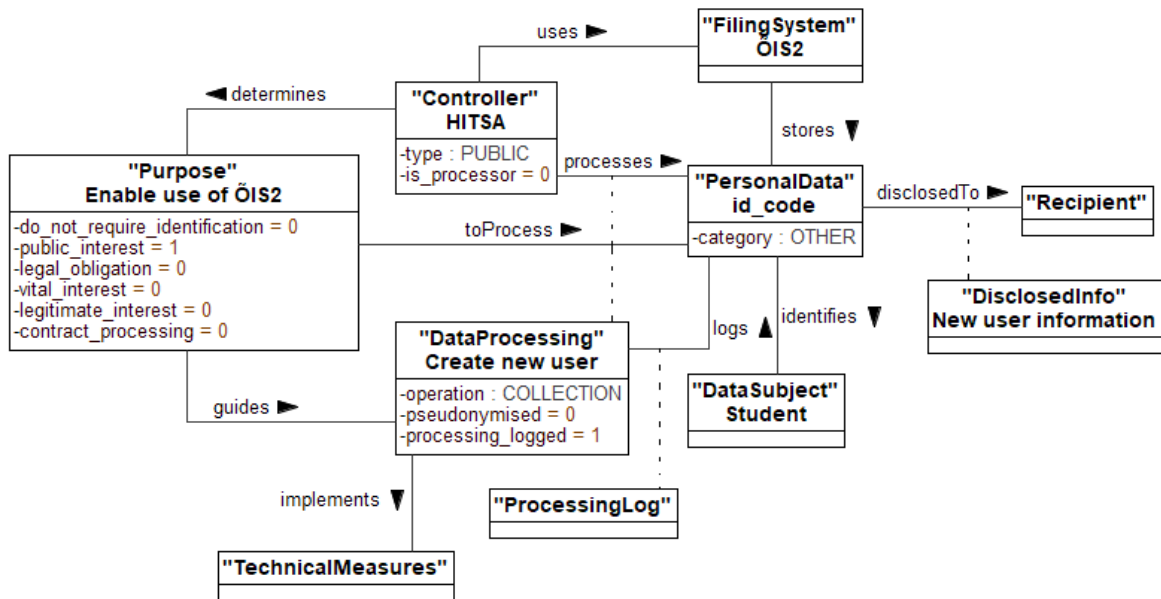 uses ►
"FilingSystem"
ÕIS2
◄ determines
"Controller"
HITSA
-type : PUBLIC
-is_processor = 0
stores ▼
"Purpose"
Enable use of ÕIS2
-do_not_require_identification = 0
-public_interest = 1
-legal_obligation = 0
-vital_interest = 0
-legitimate_interest = 0
-contract_processing = 0
processes ►
"PersonalData"
id_code
-category : OTHER
disclosedTo ►
"Recipient"
toProcess ►
"DisclosedInfo"
New user information
"DataProcessing"
Create new user
-operation : COLLECTION
-pseudonymised = 0
-processing_logged = 1
logs ▲
identifies ▼
"DataSubject"
Student
guides ►
implements ▼
"ProcessingLog"
"TechnicalMeasures"